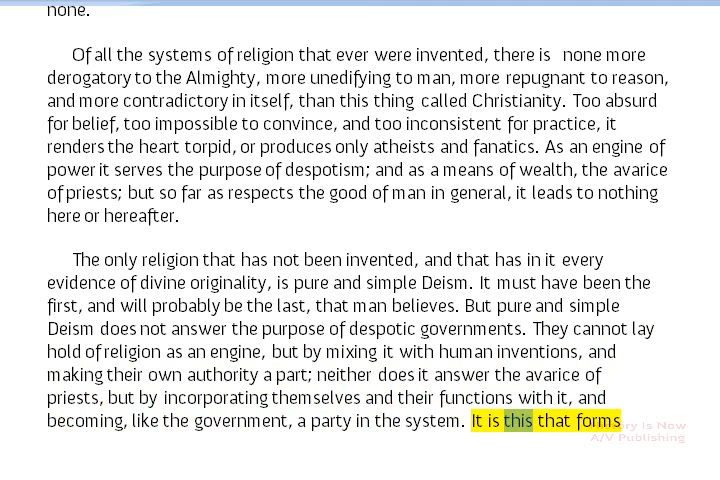 none.
Of all the systems of religion that ever were invented, there is none more
derogatory to the Almighty, more unedifying to man, more repugnant to reason,
and more contradictory in itself, than this thing called Christianity. Too absurd
for belief, too impossible to convince, and too inconsistent for practice, it
renders the heart torpid, or produces only atheists and fanatics. As an engine of
power it serves the purpose of despotism; and as a means of wealth, the avarice
of priests; but so far as respects the good of man in general, it leads to nothing
here or hereafter.
The only religion that has not been invented, and that has in it every
evidence of divine originality, is pure and simple Deism. It must have been the
first, and will probably be the last, that man believes. But pure and simple
Deism does not answer the purpose of despotic governments. They cannot lay
hold of religion as an engine, but by mixing it with human inventions, and
making their own authority a part; neither does it answer the avarice of
priests, but by incorporating themselves and their functions with it, and
becoming, like the government, a party in the system. It is this that forms
Is Now
A/V Publishing